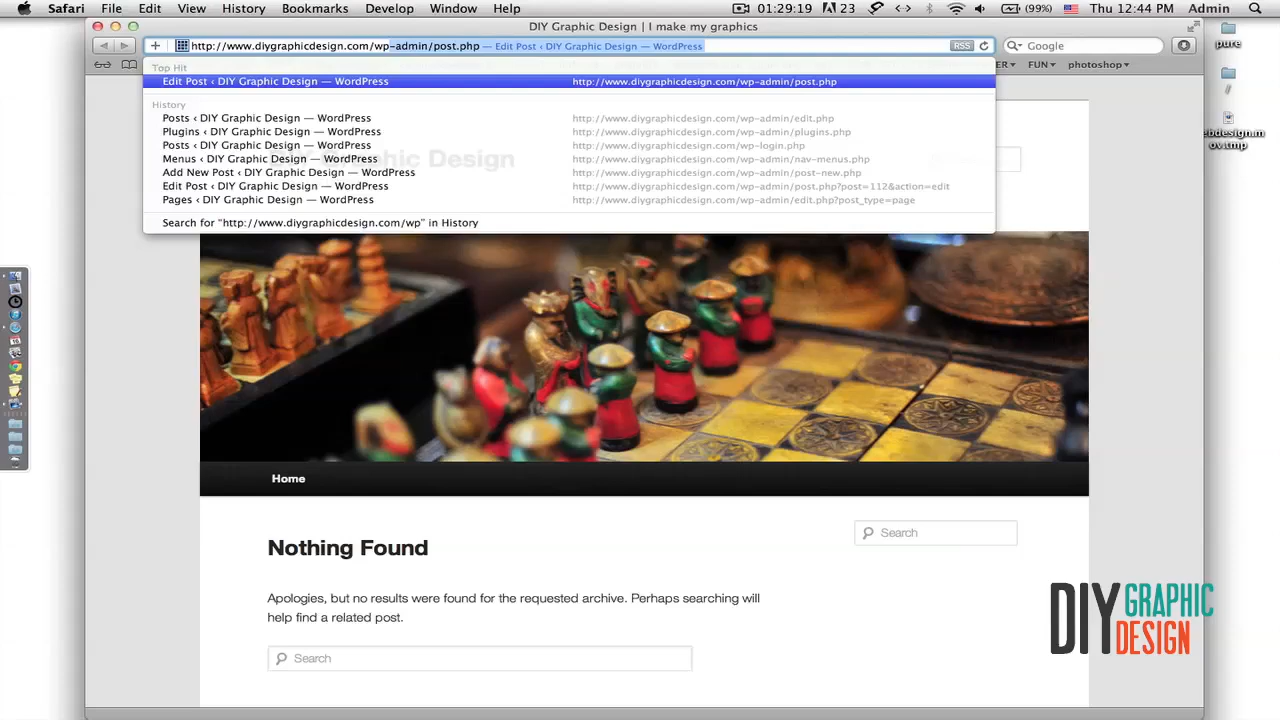 Safari File Edit View History Bookmarks Develop Window Help 01:29:19 23 (99%) Thu 12:44 PM Admin
DIY Graphic Design | I make my graphics
http://www.diygraphicdesign.com/wp-admin/post.php — Edit Post ‹ DIY Graphic Design — WordPress RSS Google
ER FUN photoshop
Top Hit
Edit Post ‹ DIY Graphic Design — WordPress http://www.diygraphicdesign.com/wp-admin/post.php
History
Posts ‹ DIY Graphic Design — WordPress http://www.diygraphicdesign.com/wp-admin/edit.php
Plugins ‹ DIY Graphic Design — WordPress http://www.diygraphicdesign.com/wp-admin/plugins.php
Posts ‹ DIY Graphic Design — WordPress http://www.diygraphicdesign.com/wp-login.php
Menus ‹ DIY Graphic Design — WordPress http://www.diygraphicdesign.com/wp-admin/nav-menus.php
Add New Post ‹ DIY Graphic Design — WordPress http://www.diygraphicdesign.com/wp-admin/post-new.php
Edit Post ‹ DIY Graphic Design — WordPress http://www.diygraphicdesign.com/wp-admin/post.php?post=112&action=edit
Pages ‹ DIY Graphic Design — WordPress http://www.diygraphicdesign.com/wp-admin/edit.php?post_type=page
Search for "http://www.diygraphicdesign.com/wp" in History
Graphic Design
pure
/
ebdesign.m
ov.tmp
Home
Search
Nothing Found
Apologies, but no results were found for the requested archive. Perhaps searching will
help find a related post.
Search
DIY GRAPHIC
DESIGN